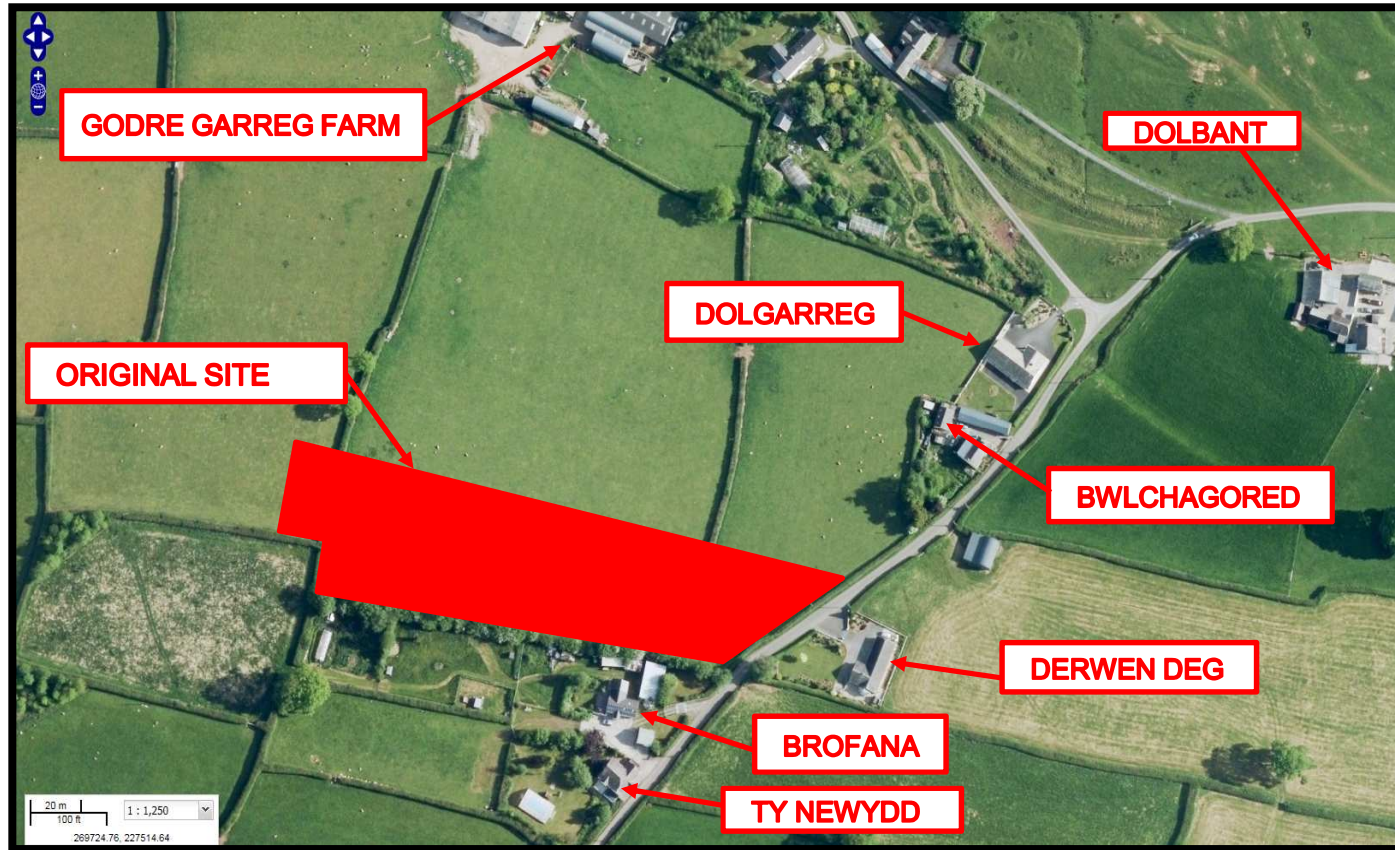 GODRE GARREG FARM
DOLBANT
DOLGARREG
ORIGINAL SITE
BWLCHAGORED
DERWEN DEG
BROFANA
TY NEWYDD
20 m
100 ft
1 : 1,250
269724.76, 227514.64